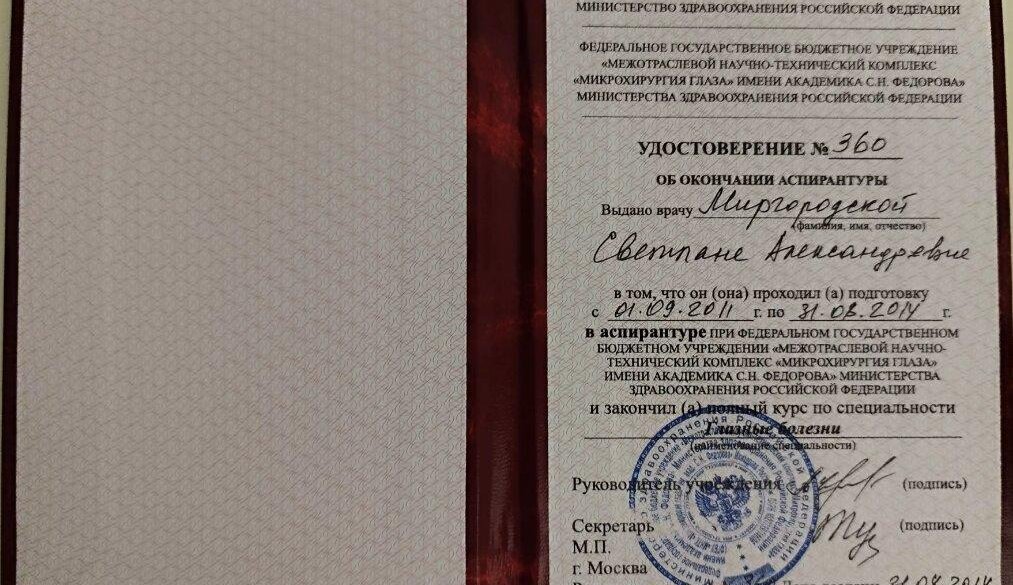 МИНИСТЕРСТВО ЗДРАВООХРАНЕНИЯ РОССИЙСКОЙ ФЕДЕРАЦИИ
ФЕДЕРАЛЬНОЕ ГОСУДАРСТВЕННОЕ БЮДЖЕТНОЕ УЧРЕЖДЕНИЕ
«МЕЖОТРАСЛЕВОЙ НАУЧНО-ТЕХНИЧЕСКИЙ КОМПЛЕКС
«МИКРОХИРУРГИЯ ГЛАЗА» ИМЕНИ АКАДЕМИКА С.Н. ФЕДОРОВА»
МИНИСТЕРСТВА ЗДРАВООХРАНЕНИЯ РОССИЙСКОЙ ФЕДЕРАЦИИ
УДОСТОВЕРЕНИЕ № 360
ОБ ОКОНЧАНИИ АСПИРАНТУРЫ
Выдано врачу Миргородской
(фамилия, имя, отчество)
Светлане Александровне
в том, что он (она) проходил (а) подготовку
с 01.09.2011 г. по 31.08.2014 г.
в аспирантуре ПРИ ФЕДЕРАЛЬНОМ ГОСУДАРСТВЕННОМ
БЮДЖЕТНОМ УЧРЕЖДЕНИИ «МЕЖОТРАСЛЕВОЙ НАУЧНО-
ТЕХНИЧЕСКИЙ КОМПЛЕКС «МИКРОХИРУРГИЯ ГЛАЗА»
ИМЕНИ АКАДЕМИКА С.Н. ФЕДОРОВА» МИНИСТЕРСТВА
ЗДРАВООХРАНЕНИЯ РОССИЙСКОЙ ФЕДЕРАЦИИ
и закончил (а) полный курс по специальности
Глазные болезни
(наименование специальности)
Руководитель учреждения (подпись)
Секретарь (подпись)
М.П.
г. Москва